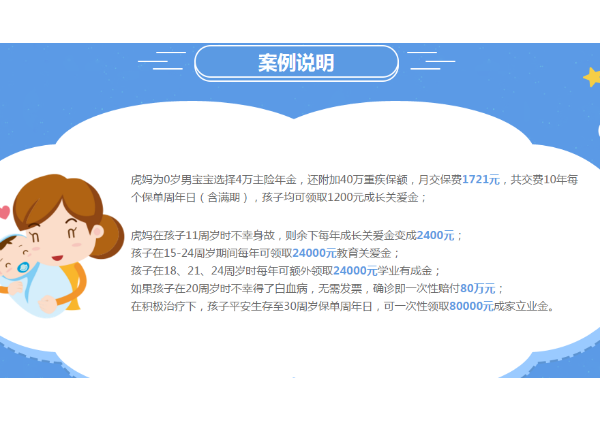 案例说明
虎妈为0岁男宝宝选择4万主险年金，还附加40万重疾保额，月交保费1721元，共交费10年每
个保单周年日（含满期），孩子均可领取1200元成长关爱金；
虎妈在孩子11周岁时不幸身故，则余下每年成长关爱金变成2400元；
孩子在15-24周岁期间每年可领取24000元教育关爱金；
孩子在18、21、24周岁时每年可额外领取24000元学业有成金；
如果孩子在20周岁时不幸得了白血病，无需发票，确诊即一次性赔付80万元；
在积极治疗下，孩子平安生存至30周岁保单周年日，可一次性领取80000元成家立业金。